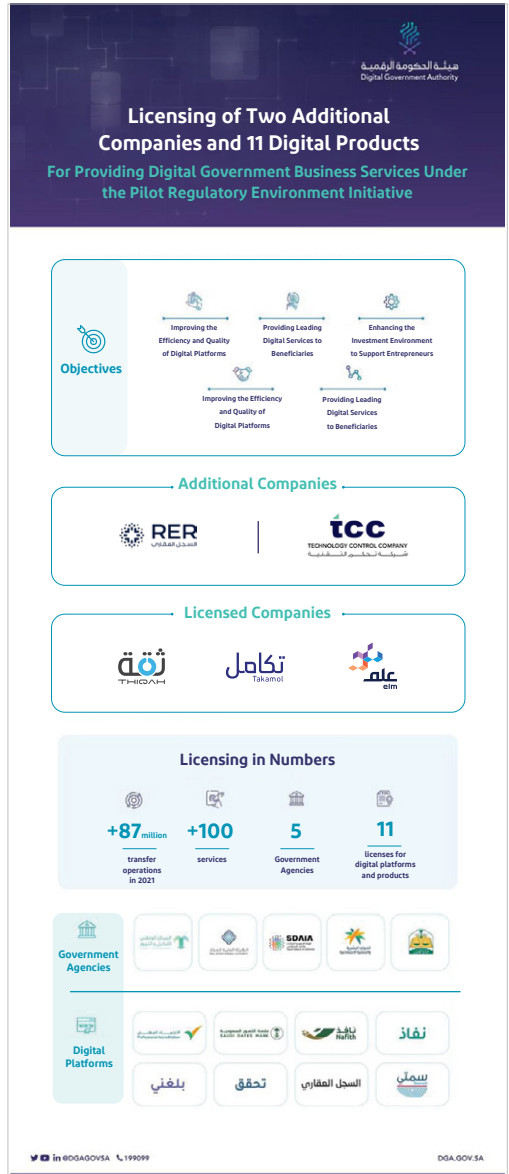 هيئة الحكومة الرقمية
Digital Government Authority
Licensing of Two Additional
Companies and 11 Digital Products
For Providing Digital Government Business Services Under
the Pilot Regulatory Environment Initiative
Objectives
Improving the
Efficiency and Quality
of Digital Platforms
Providing Leading
Digital Services to
Beneficiaries
Enhancing the
Investment Environment
to Support Entrepreneurs
Improving the Efficiency
and Quality of
Digital Platforms
Providing Leading
Digital Services
to Beneficiaries
Additional Companies
RER
السجل العقاري
tcc
TECHNOLOGY CONTROL COMPANY
شركة تحكم التقنية
Licensed Companies
ثقة
THIQAH
تكامل
Takamol
علم
elm
Licensing in Numbers
+87 million
transfer
operations
in 2021
+100
services
5
Government
Agencies
11
licenses for
digital platforms
and products
Government
Agencies
SDAIA
Digital
Platforms
SAUDI DATES MARK
نافذ
Nafith
نفاذ
بلغني
تحقق
السجل العقاري
سمتي
@DGAGOVSA 199099
DGA.GOV.SA